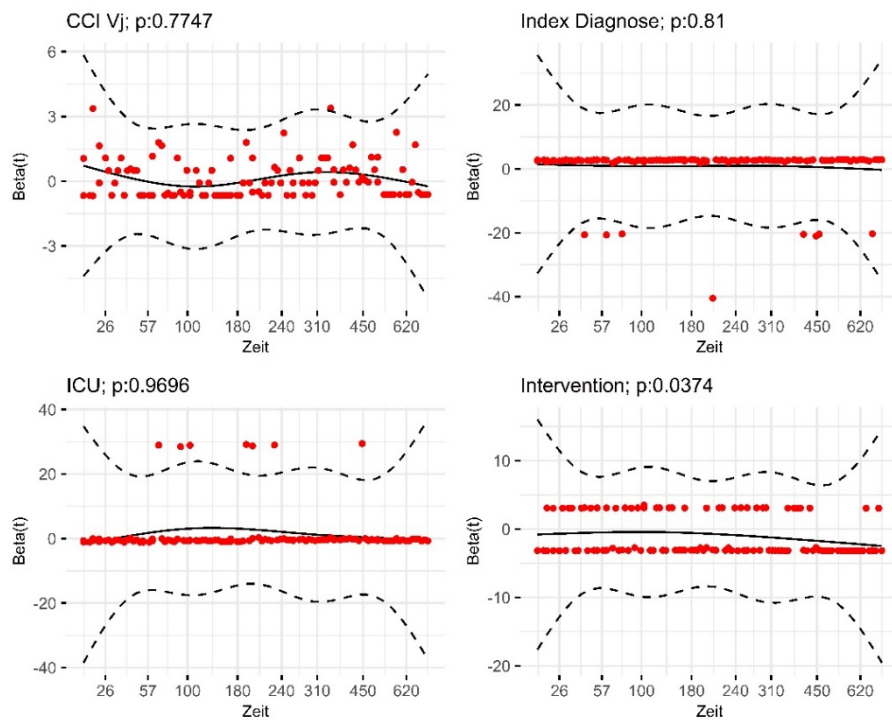 CCI Vj; p:0.7747
6
3
0
-3
Beta(t)
26 57 100 180 240 310 450 620
Zeit
Index Diagnose; p:0.81
20
0
-20
-40
Beta(t)
26 57 100 180 240 310 450 620
Zeit
ICU; p:0.9696
40
20
0
-20
-40
Beta(t)
26 57 100 180 240 310 450 620
Zeit
Intervention; p:0.0374
10
0
-10
-20
Beta(t)
26 57 100 180 240 310 450 620
Zeit